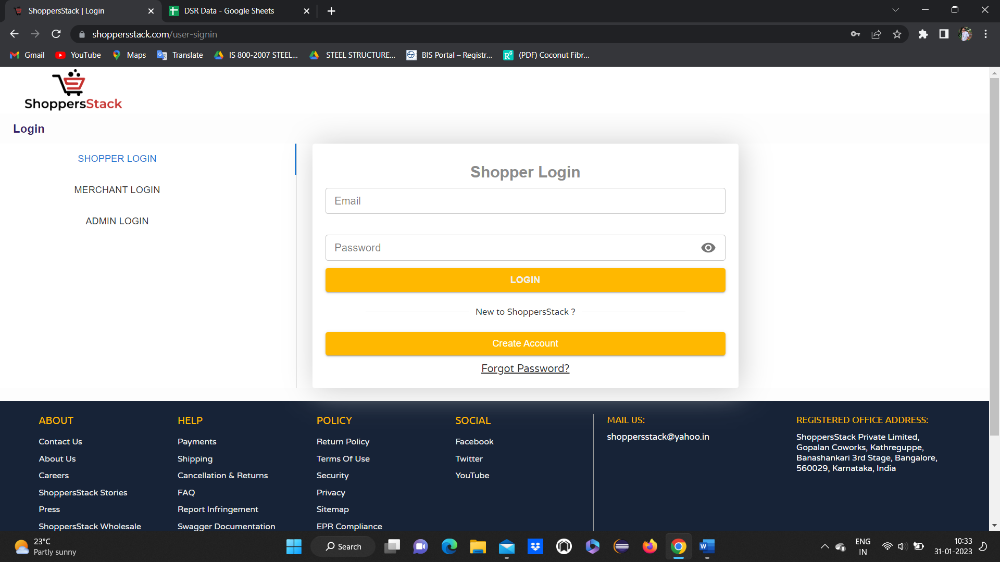 ShoppersStack | Login
DSR Data - Google Sheets
shoppersstack.com/user-signin
Gmail
YouTube
Maps
Translate
IS 800-2007 STEEL...
STEEL STRUCTURE...
BIS Portal – Registr...
(PDF) Coconut Fibr...
ShoppersStack
Login
SHOPPER LOGIN
MERCHANT LOGIN
ADMIN LOGIN
Shopper Login
Email
Password
LOGIN
New to ShoppersStack ?
Create Account
Forgot Password?
ABOUT
Contact Us
About Us
Careers
ShoppersStack Stories
Press
ShoppersStack Wholesale
HELP
Payments
Shipping
Cancellation & Returns
FAQ
Report Infringement
Swagger Documentation
POLICY
Return Policy
Terms Of Use
Security
Privacy
Sitemap
EPR Compliance
SOCIAL
Facebook
Twitter
YouTube
MAIL US:
shoppersstack@yahoo.in
REGISTERED OFFICE ADDRESS:
ShoppersStack Private Limited,
Gopalan Coworks, Kathreguppe,
Banashankari 3rd Stage, Bangalore,
560029, Karnataka, India
23°C
Partly sunny
Search
ENG
IN
10:33
31-01-2023